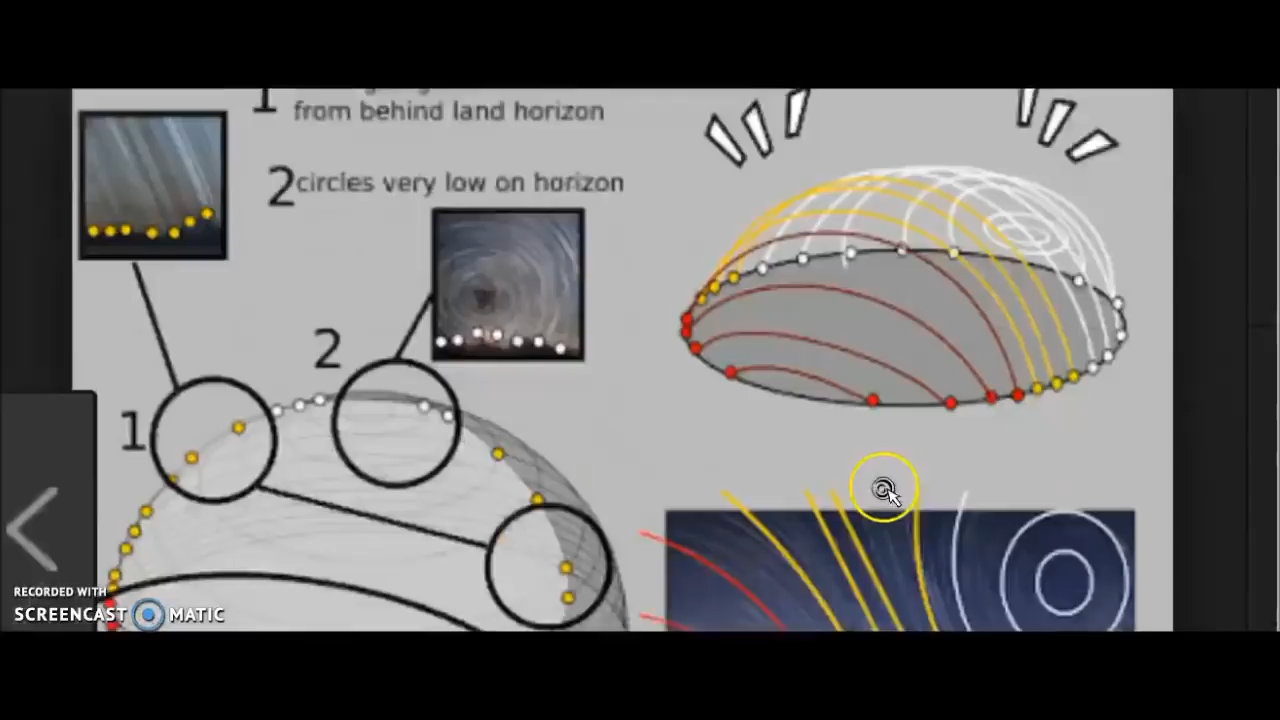 1
from behind land horizon
2 circles very low on horizon
2
1
RECORDED WITH
SCREENCAST MATIC